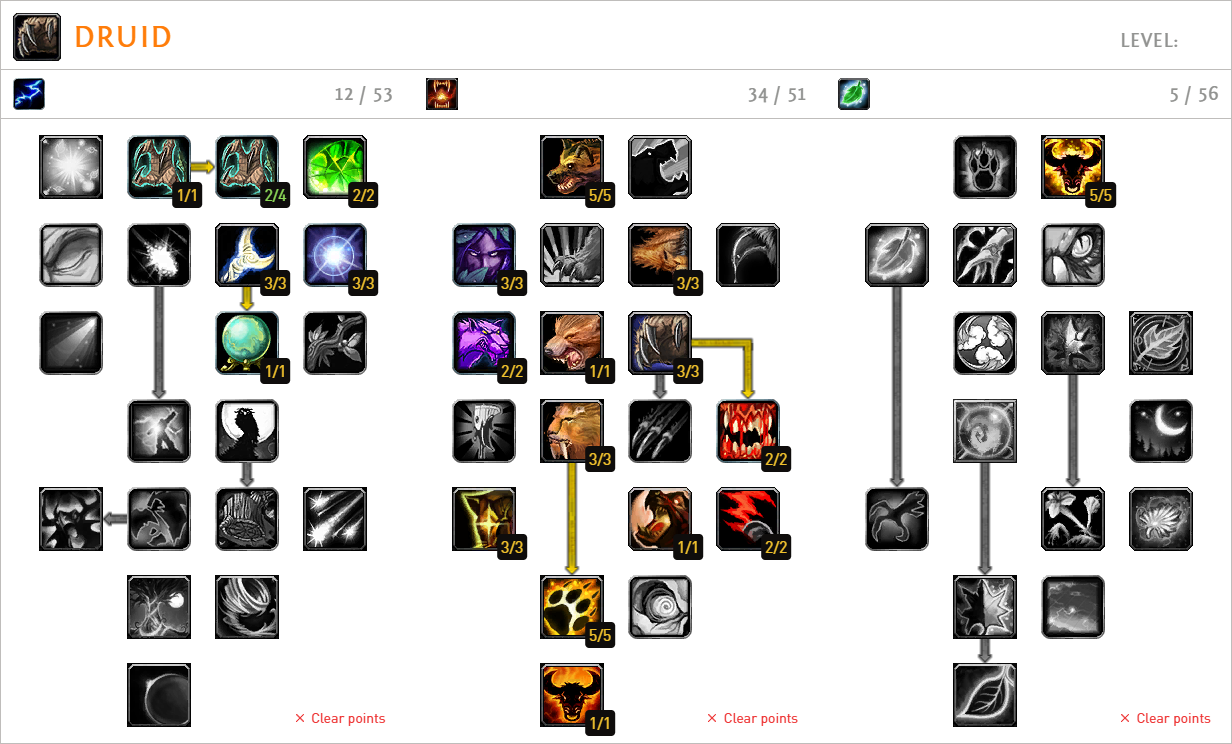 DRUID
LEVEL:
12 / 53
34 / 51
5 / 56
1/1
2/4
2/2
5/5
5/5
3/3
3/3
3/3
3/3
1/1
2/2
1/1
3/3
3/3
2/2
3/3
1/1
2/2
5/5
1/1
× Clear points
× Clear points
× Clear points